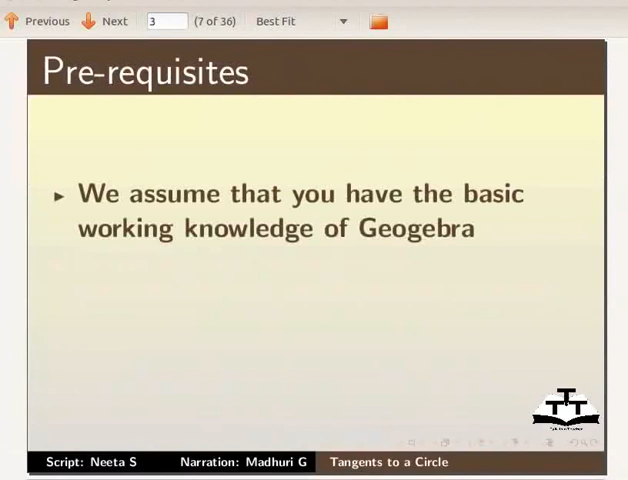 Previous Next 3 (7 of 36) Best Fit
Pre-requisites
We assume that you have the basic
working knowledge of Geogebra
Script: Neeta S Narration: Madhuri G Tangents to a Circle